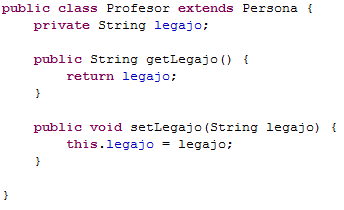 public class Profesor extends Persona {
    private String legajo;

    public String getLegajo() {
        return legajo;
    }

    public void setLegajo(String legajo) {
        this.legajo = legajo;
    }

}